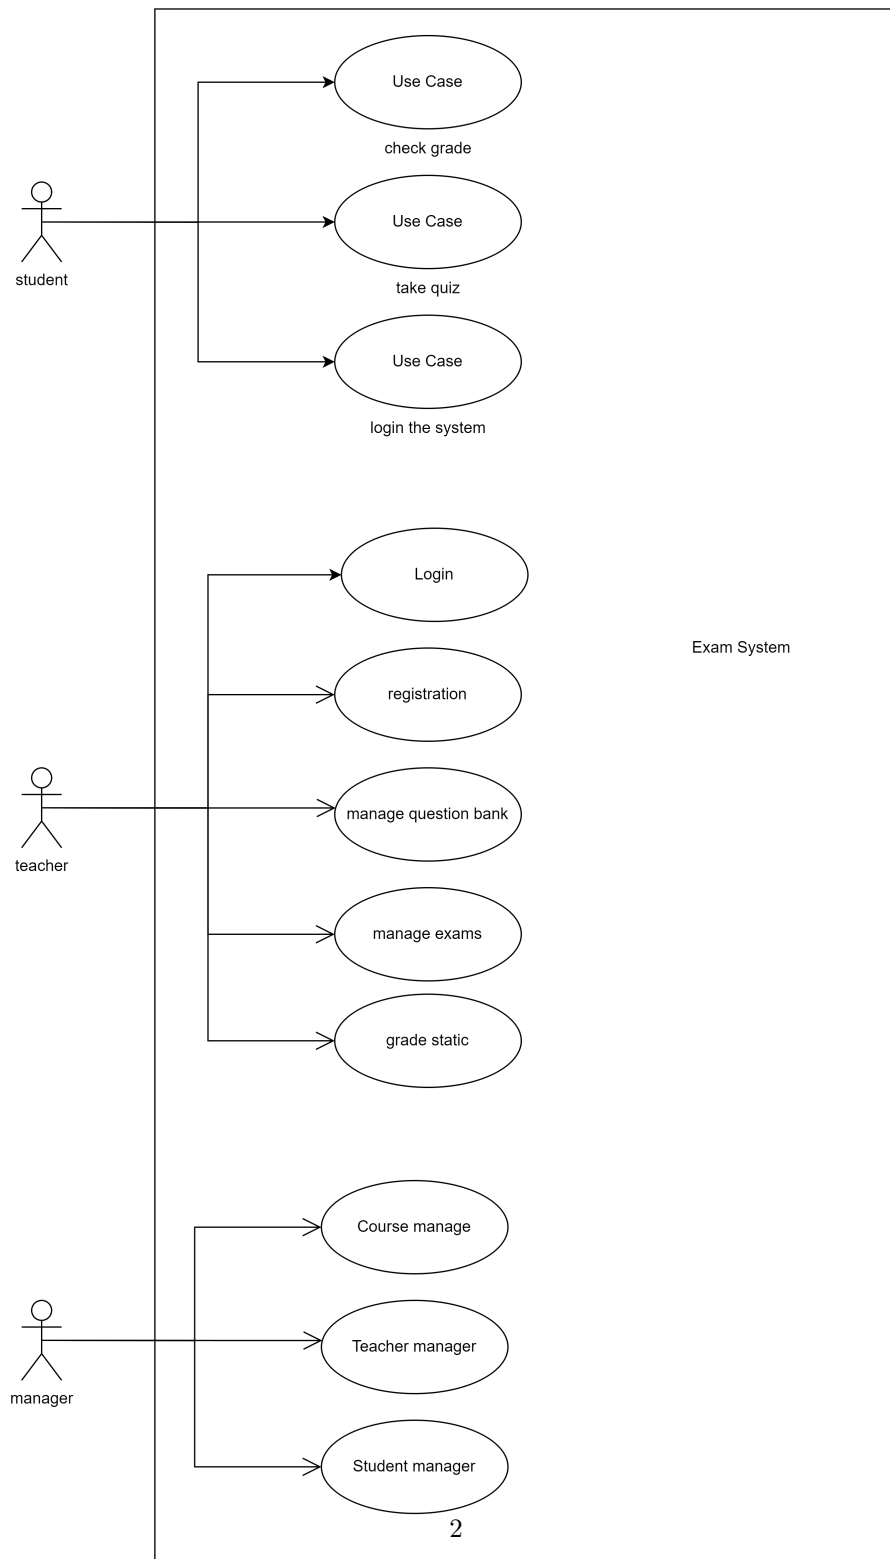 Use Case
check grade
Use Case
student
take quiz
Use Case
login the system
Login
Exam System
registration
manage question bank
teacher
manage exams
grade static
Course manage
Teacher manager
manager
Student manager
2